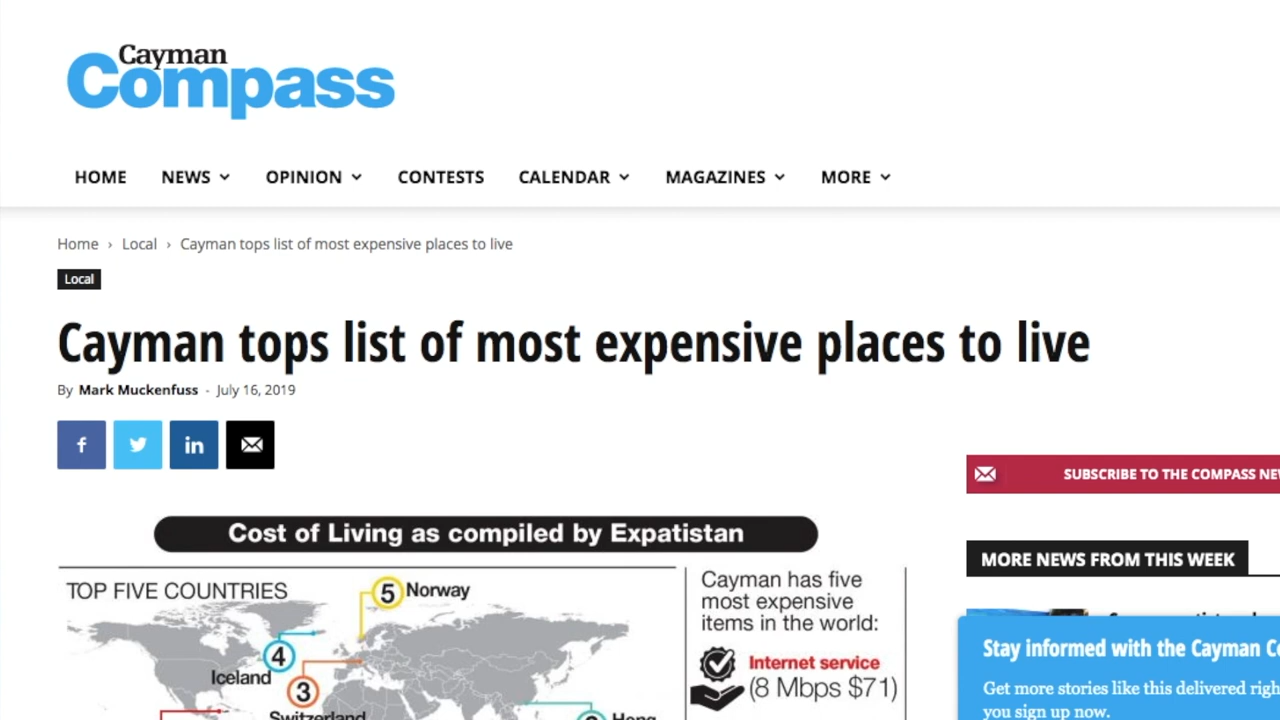 Cayman
Compass
HOME NEWS OPINION CONTESTS CALENDAR MAGAZINES MORE
Home › Local › Cayman tops list of most expensive places to live
Local
Cayman tops list of most expensive places to live
By Mark Muckenfuss - July 16, 2019
f in
SUBSCRIBE TO THE COMPASS
Cost of Living as compiled by Expatistan
MORE NEWS FROM THIS WEEK
TOP FIVE COUNTRIES
5 Norway
4
Iceland
3
Switzerland
Cayman has five
most expensive
items in the world:
Internet service
(8 Mbps $71)
Stay informed with the Cayman
Get more stories like this delivered
you sign up now.